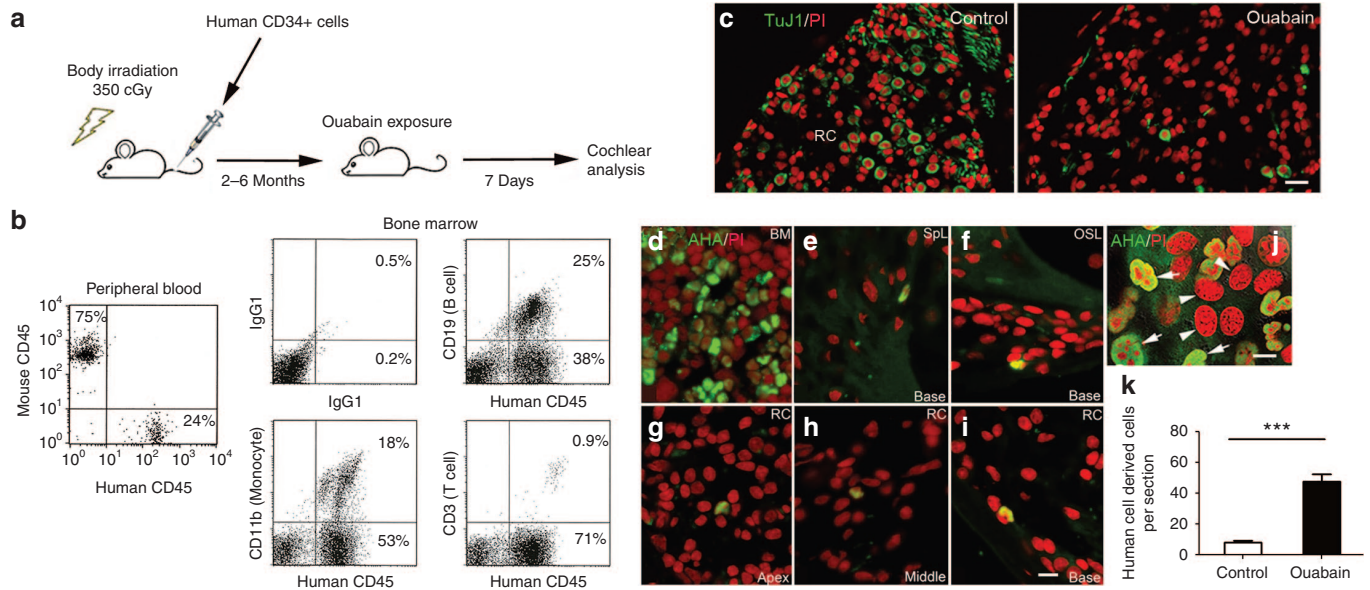 a
Human CD34+ cells
Body irradiation
350 cGy
Ouabain exposure
2–6 Months
7 Days
Cochlear
analysis
b
Bone marrow
Peripheral blood
Mouse CD45
10⁴
10³
10²
10¹
10⁰
75%
24%
10⁰ 10¹ 10² 10³ 10⁴
Human CD45
IgG1
0.5%
0.2%
IgG1
CD19 (B cell)
25%
38%
Human CD45
CD11b (Monocyte)
18%
53%
Human CD45
CD3 (T cell)
0.9%
71%
Human CD45
c
TuJ1/PI
Control
RC
Ouabain
d
AHA/PI
BM
e
SpL
Base
f
OSL
Base
g
RC
Apex
h
RC
Middle
i
RC
Base
AHA/PI
j
k
Human cell derived cells
per section
80
60
40
20
0
***
Control
Ouabain